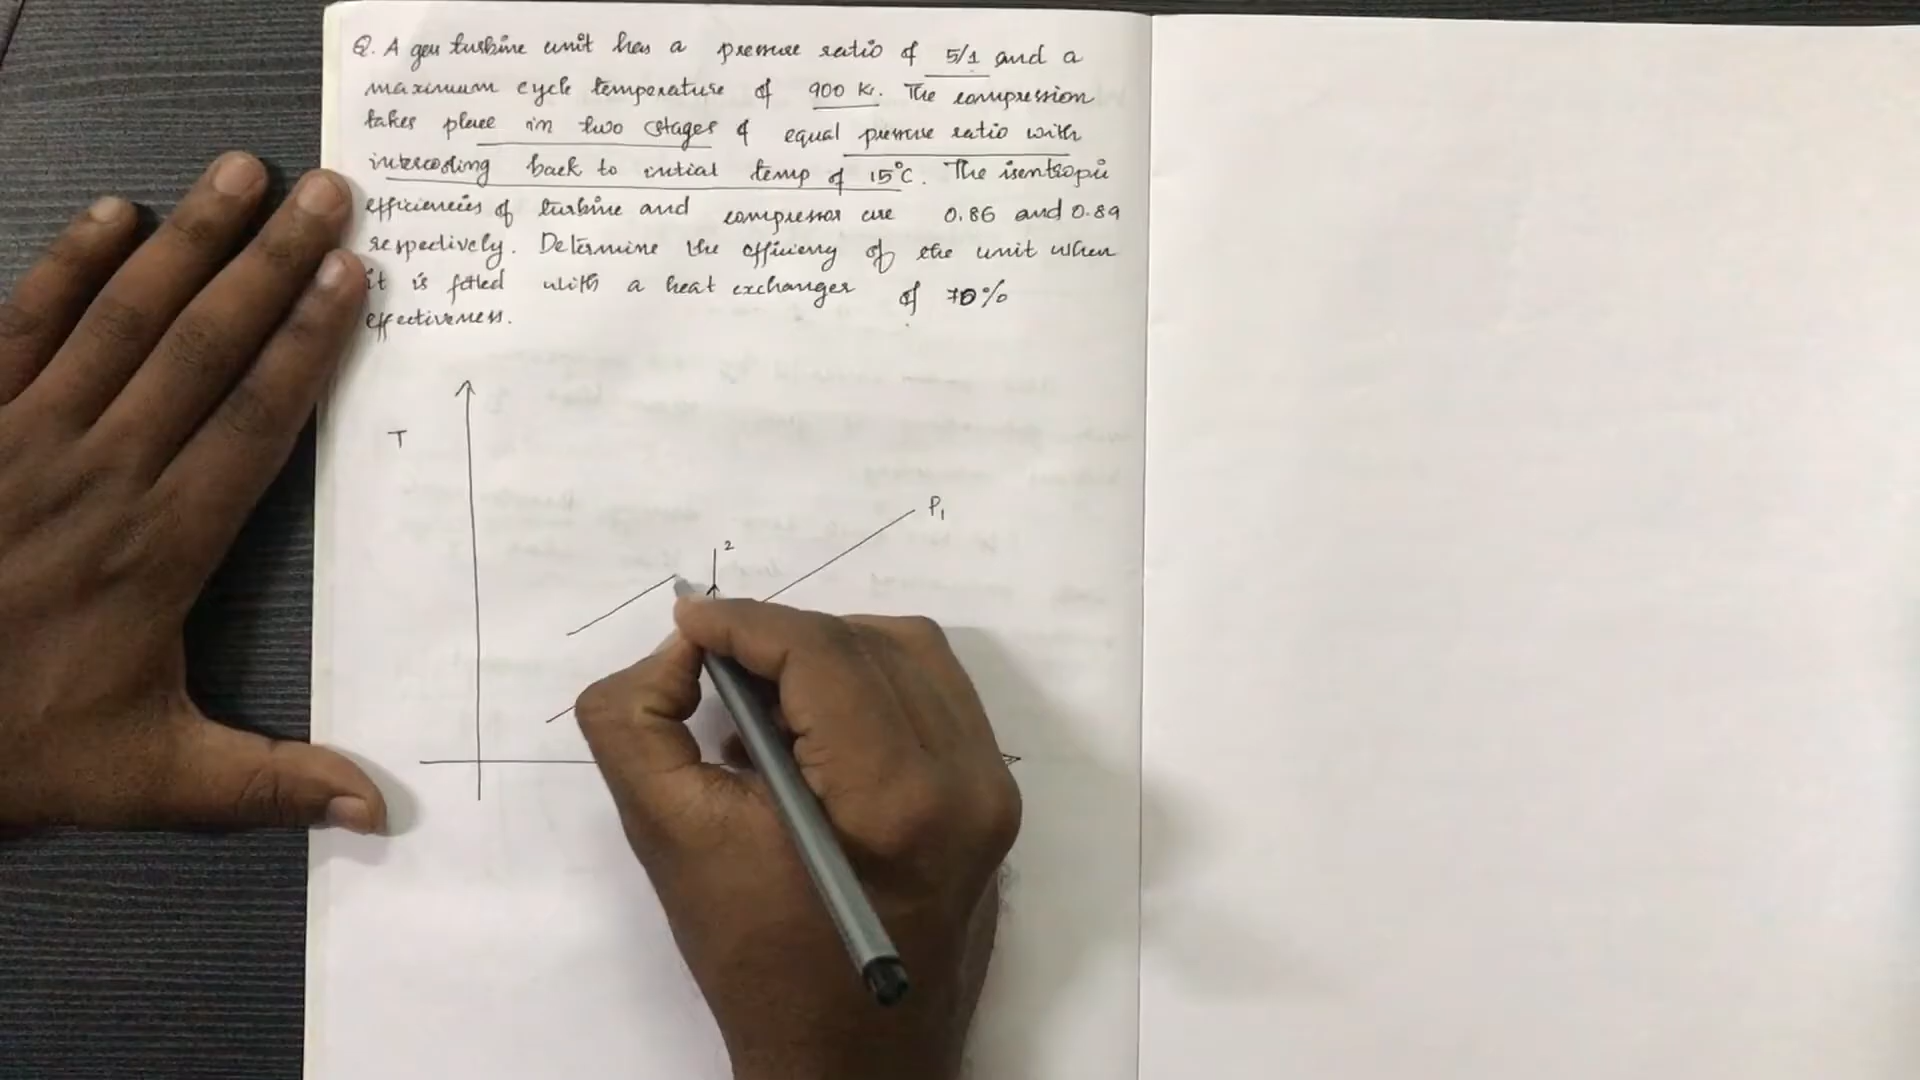 Q. A gas turbine unit has a pressure ratio of 5/1 and a
maximum cycle temperature of 900 K. The compression
takes place in two stages of equal pressure ratio with
intercooling back to initial temp of 15°C. The isentropic
efficiencies of turbine and compressor are 0.86 and 0.89
respectively. Determine the efficiency of the unit when
it is fitted with a heat exchanger of 70%
effectiveness.
T
P₁
2